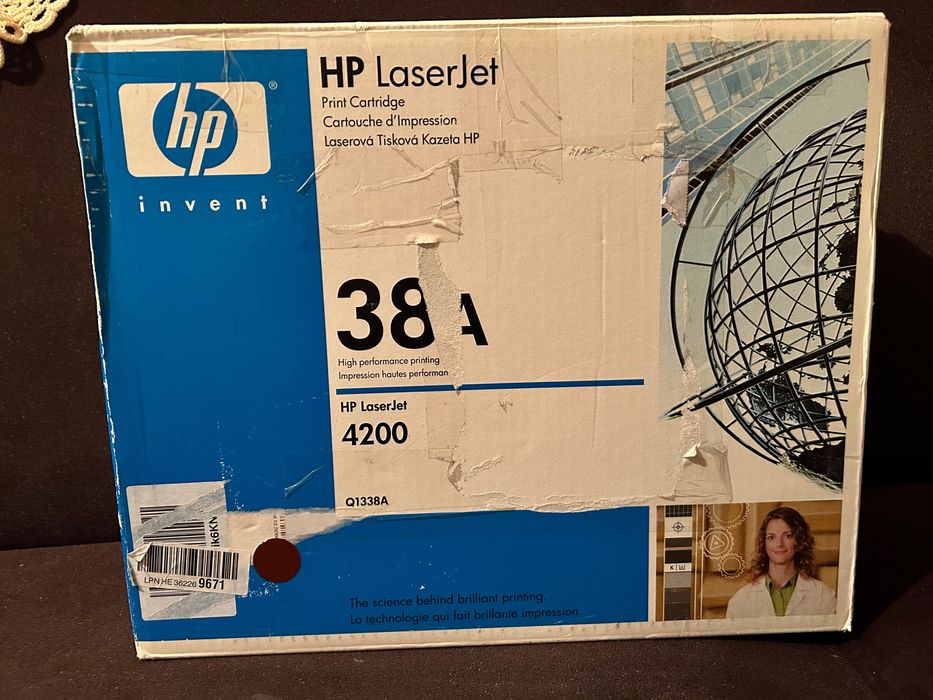 hp
®
invent
HP LaserJet
Print Cartridge
Cartouche d'Impression
Laserová Tisková Kazeta HP
38A
High performance printing
Impression hautes performan
HP LaserJet
4200
Q1338A
ik6KN
LPN HE 36226 9671
The science behind brilliant printing.
La technologie qui fait brillante impression.
K